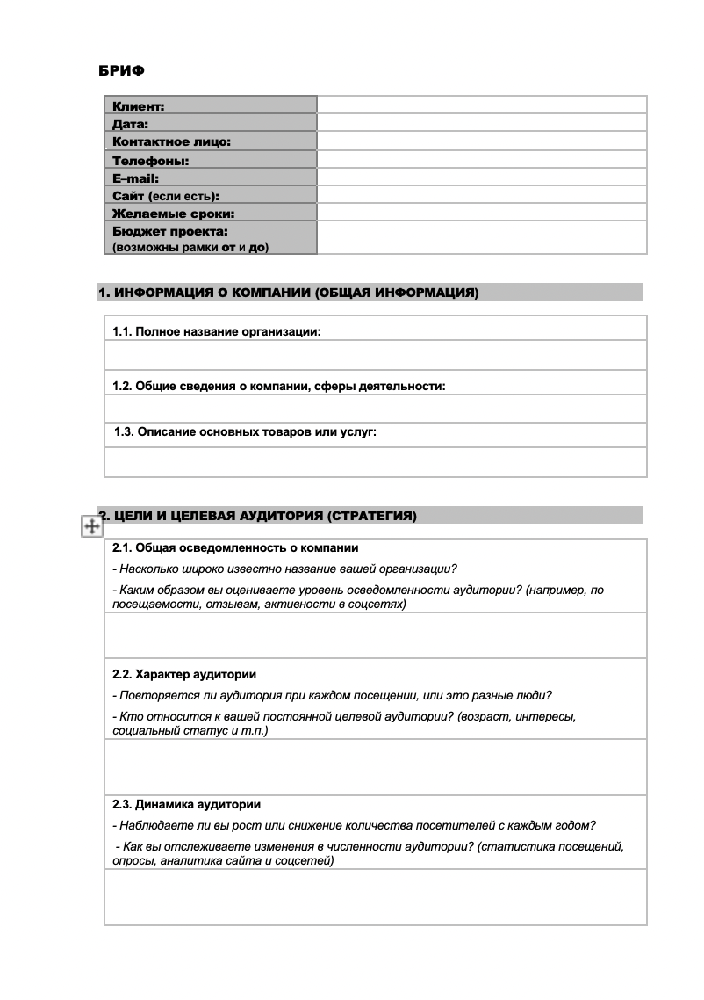 БРИФ
Клиент:
Дата:
Контактное лицо:
Телефоны:
E–mail:
Сайт (если есть):
Желаемые сроки:
Бюджет проекта:
(возможны рамки от и до)
1. ИНФОРМАЦИЯ О КОМПАНИИ (ОБЩАЯ ИНФОРМАЦИЯ)
1.1. Полное название организации:
1.2. Общие сведения о компании, сферы деятельности:
1.3. Описание основных товаров или услуг:
2. ЦЕЛИ И ЦЕЛЕВАЯ АУДИТОРИЯ (СТРАТЕГИЯ)
2.1. Общая осведомленность о компании
- Насколько широко известно название вашей организации?
- Каким образом вы оцениваете уровень осведомленности аудитории? (например, по
посещаемости, отзывам, активности в соцсетях)
2.2. Характер аудитории
- Повторяется ли аудитория при каждом посещении, или это разные люди?
- Кто относится к вашей постоянной целевой аудитории? (возраст, интересы,
социальный статус и т.п.)
2.3. Динамика аудитории
- Наблюдаете ли вы рост или снижение количества посетителей с каждым годом?
- Как вы отслеживаете изменения в численности аудитории? (статистика посещений,
опросы, аналитика сайта и соцсетей)